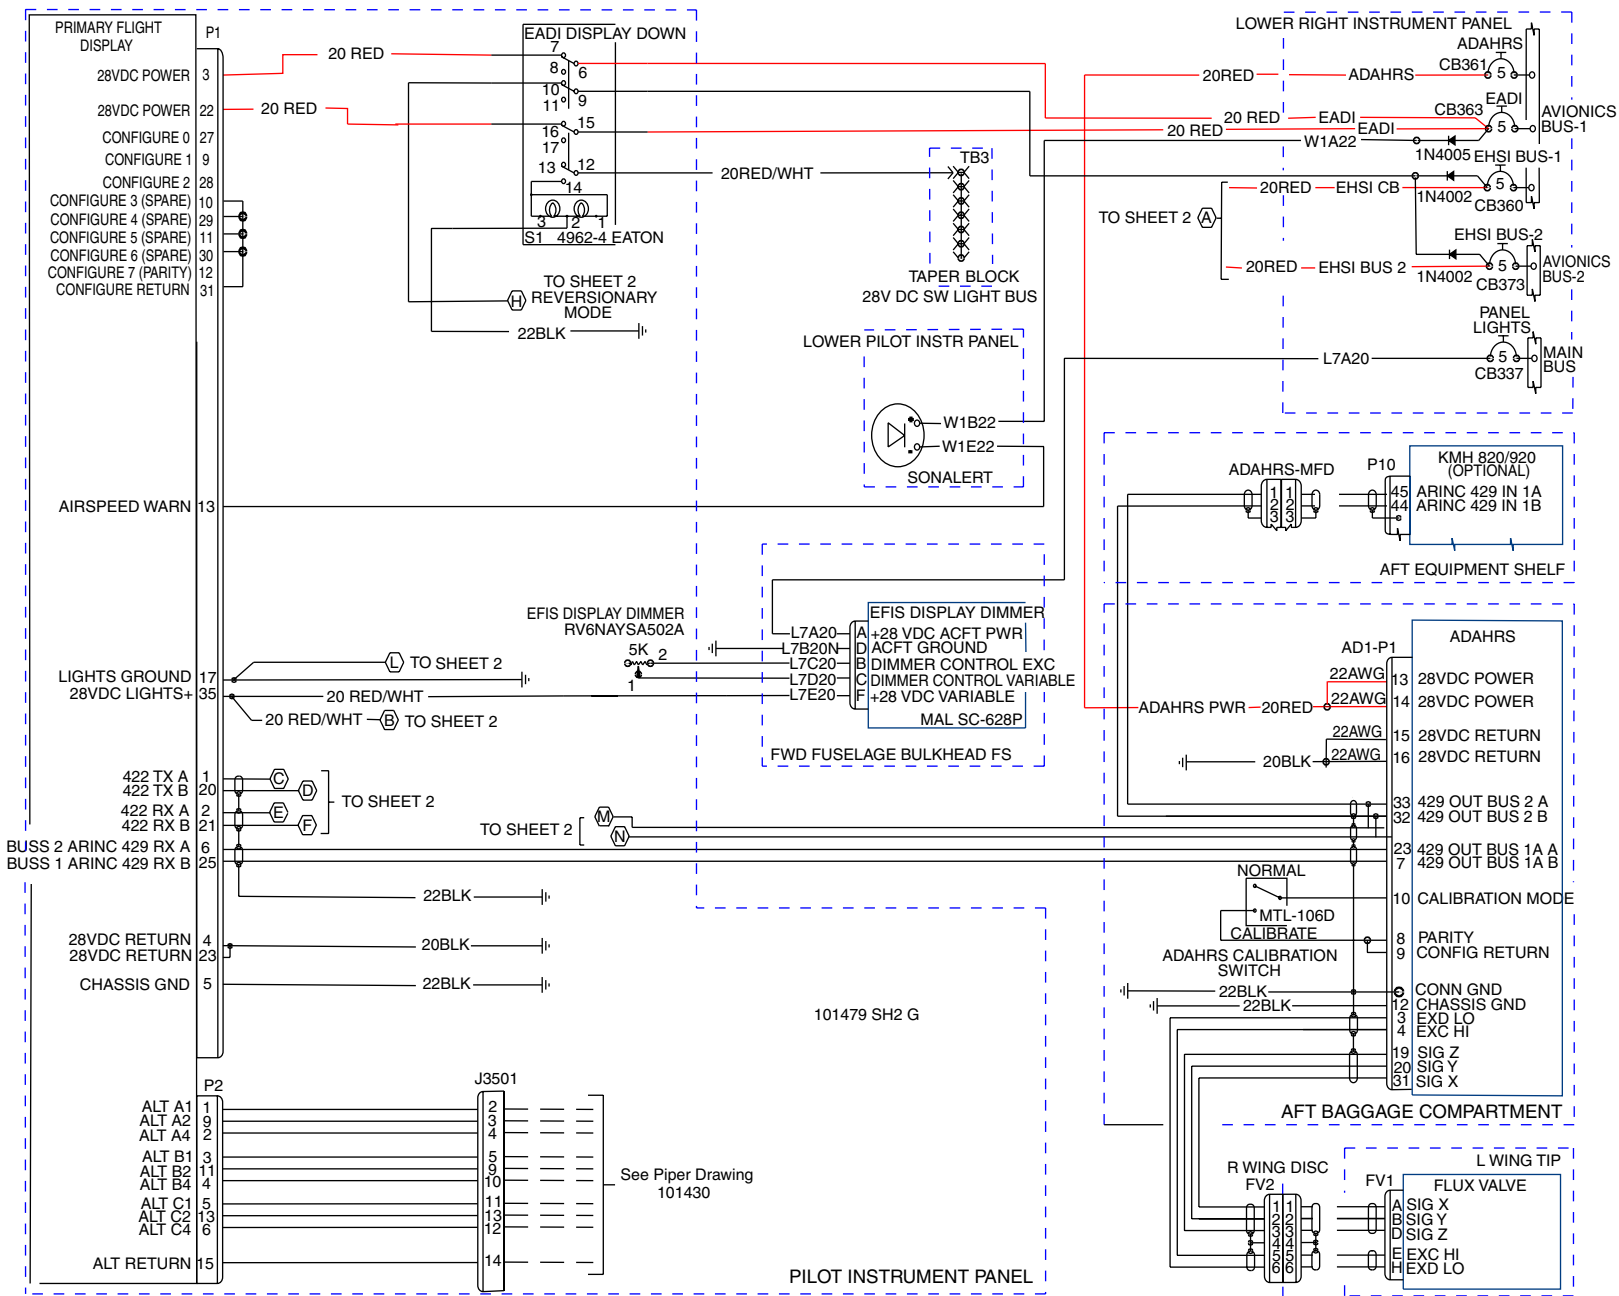 PRIMARY FLIGHT
DISPLAY
P1
28VDC POWER 3
20 RED
28VDC POWER 22
20 RED
CONFIGURE 0 27
CONFIGURE 1 9
CONFIGURE 2 28
CONFIGURE 3 (SPARE) 10
CONFIGURE 4 (SPARE) 29
CONFIGURE 5 (SPARE) 11
CONFIGURE 6 (SPARE) 30
CONFIGURE 7 (PARITY) 12
CONFIGURE RETURN 31
AIRSPEED WARN 13
LIGHTS GROUND 17
28VDC LIGHTS+ 35
L TO SHEET 2
20 RED/WHT
20 RED/WHT B TO SHEET 2
422 TX A 1 C
422 TX B 20 D
422 RX A 2 E
422 RX B 21 F
TO SHEET 2
BUSS 2 ARINC 429 RX A 6
BUSS 1 ARINC 429 RX B 25
22BLK
28VDC RETURN 4
28VDC RETURN 23
20BLK
CHASSIS GND 5
22BLK
P2
ALT A1 1
ALT A2 9
ALT A4 2
ALT B1 3
ALT B2 11
ALT B4 4
ALT C1 5
ALT C2 13
ALT C4 6
ALT RETURN 15
J3501
2
3
4
5
9
10
11
13
12
14
See Piper Drawing
101430
PILOT INSTRUMENT PANEL
101479 SH2 G
EADI DISPLAY DOWN
7
8
6
10
11
9
15
16
17
12
13
14
3 2 1
S1 4962-4 EATON
TO SHEET 2
H REVERSIONARY
MODE
22BLK
20RED/WHT
TB3
TAPER BLOCK
28V DC SW LIGHT BUS
LOWER PILOT INSTR PANEL
W1B22
W1E22
SONALERT
EFIS DISPLAY DIMMER
RV6NAYSA502A
5K
2
1
EFIS DISPLAY DIMMER
L7A20 A +28 VDC ACFT PWR
L7B20N D ACFT GROUND
L7C20 B DIMMER CONTROL EXC
L7D20 C DIMMER CONTROL VARIABLE
L7E20 F +28 VDC VARIABLE
MAL SC-628P
FWD FUSELAGE BULKHEAD FS
TO SHEET 2
M
N
LOWER RIGHT INSTRUMENT PANEL
ADAHRS
20RED ADAHRS CB361 5
EADI
20 RED EADI CB363
20 RED EADI 5
AVIONICS
BUS-1
W1A22 1N4005
EHSI BUS-1
20RED EHSI CB 1N4002 5
CB360
TO SHEET 2 A
EHSI BUS-2
20RED EHSI BUS 2 1N4002 5
CB373
AVIONICS
BUS-2
PANEL
LIGHTS
L7A20 5
CB337
MAIN
BUS
ADAHRS-MFD
1 1
2 2
3 3
P10
KMH 820/920
(OPTIONAL)
45 ARINC 429 IN 1A
44 ARINC 429 IN 1B
AFT EQUIPMENT SHELF
ADAHRS
AD1-P1
22AWG 13 28VDC POWER
ADAHRS PWR 20RED 22AWG 14 28VDC POWER
22AWG 15 28VDC RETURN
20BLK 22AWG 16 28VDC RETURN
33 429 OUT BUS 2 A
32 429 OUT BUS 2 B
23 429 OUT BUS 1A A
7 429 OUT BUS 1A B
NORMAL
10 CALIBRATION MODE
MTL-106D
CALIBRATE
8 PARITY
9 CONFIG RETURN
ADAHRS CALIBRATION
SWITCH
22BLK CONN GND
22BLK 12 CHASSIS GND
3 EXD LO
4 EXC HI
19 SIG Z
20 SIG Y
31 SIG X
AFT BAGGAGE COMPARTMENT
R WING DISC
FV2
1 1
2 2
3 3
4 4
5 5
6 6
L WING TIP
FV1
FLUX VALVE
A SIG X
B SIG Y
D SIG Z
E EXC HI
H EXD LO